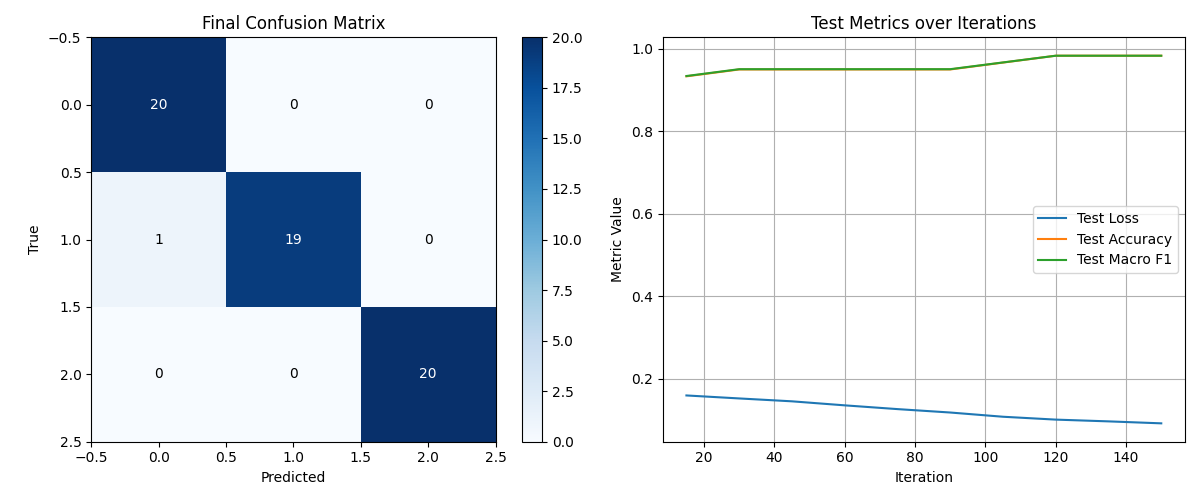 Final Confusion Matrix
−0.5
0.0
0.5
1.0
1.5
2.0
2.5
True
20 0 0
1 19 0
0 0 20
−0.5 0.0 0.5 1.0 1.5 2.0 2.5
Predicted
20.0
17.5
15.0
12.5
10.0
7.5
5.0
2.5
0.0
Test Metrics over Iterations
1.0
0.8
0.6
0.4
0.2
Metric Value
Test Loss
Test Accuracy
Test Macro F1
20 40 60 80 100 120 140
Iteration